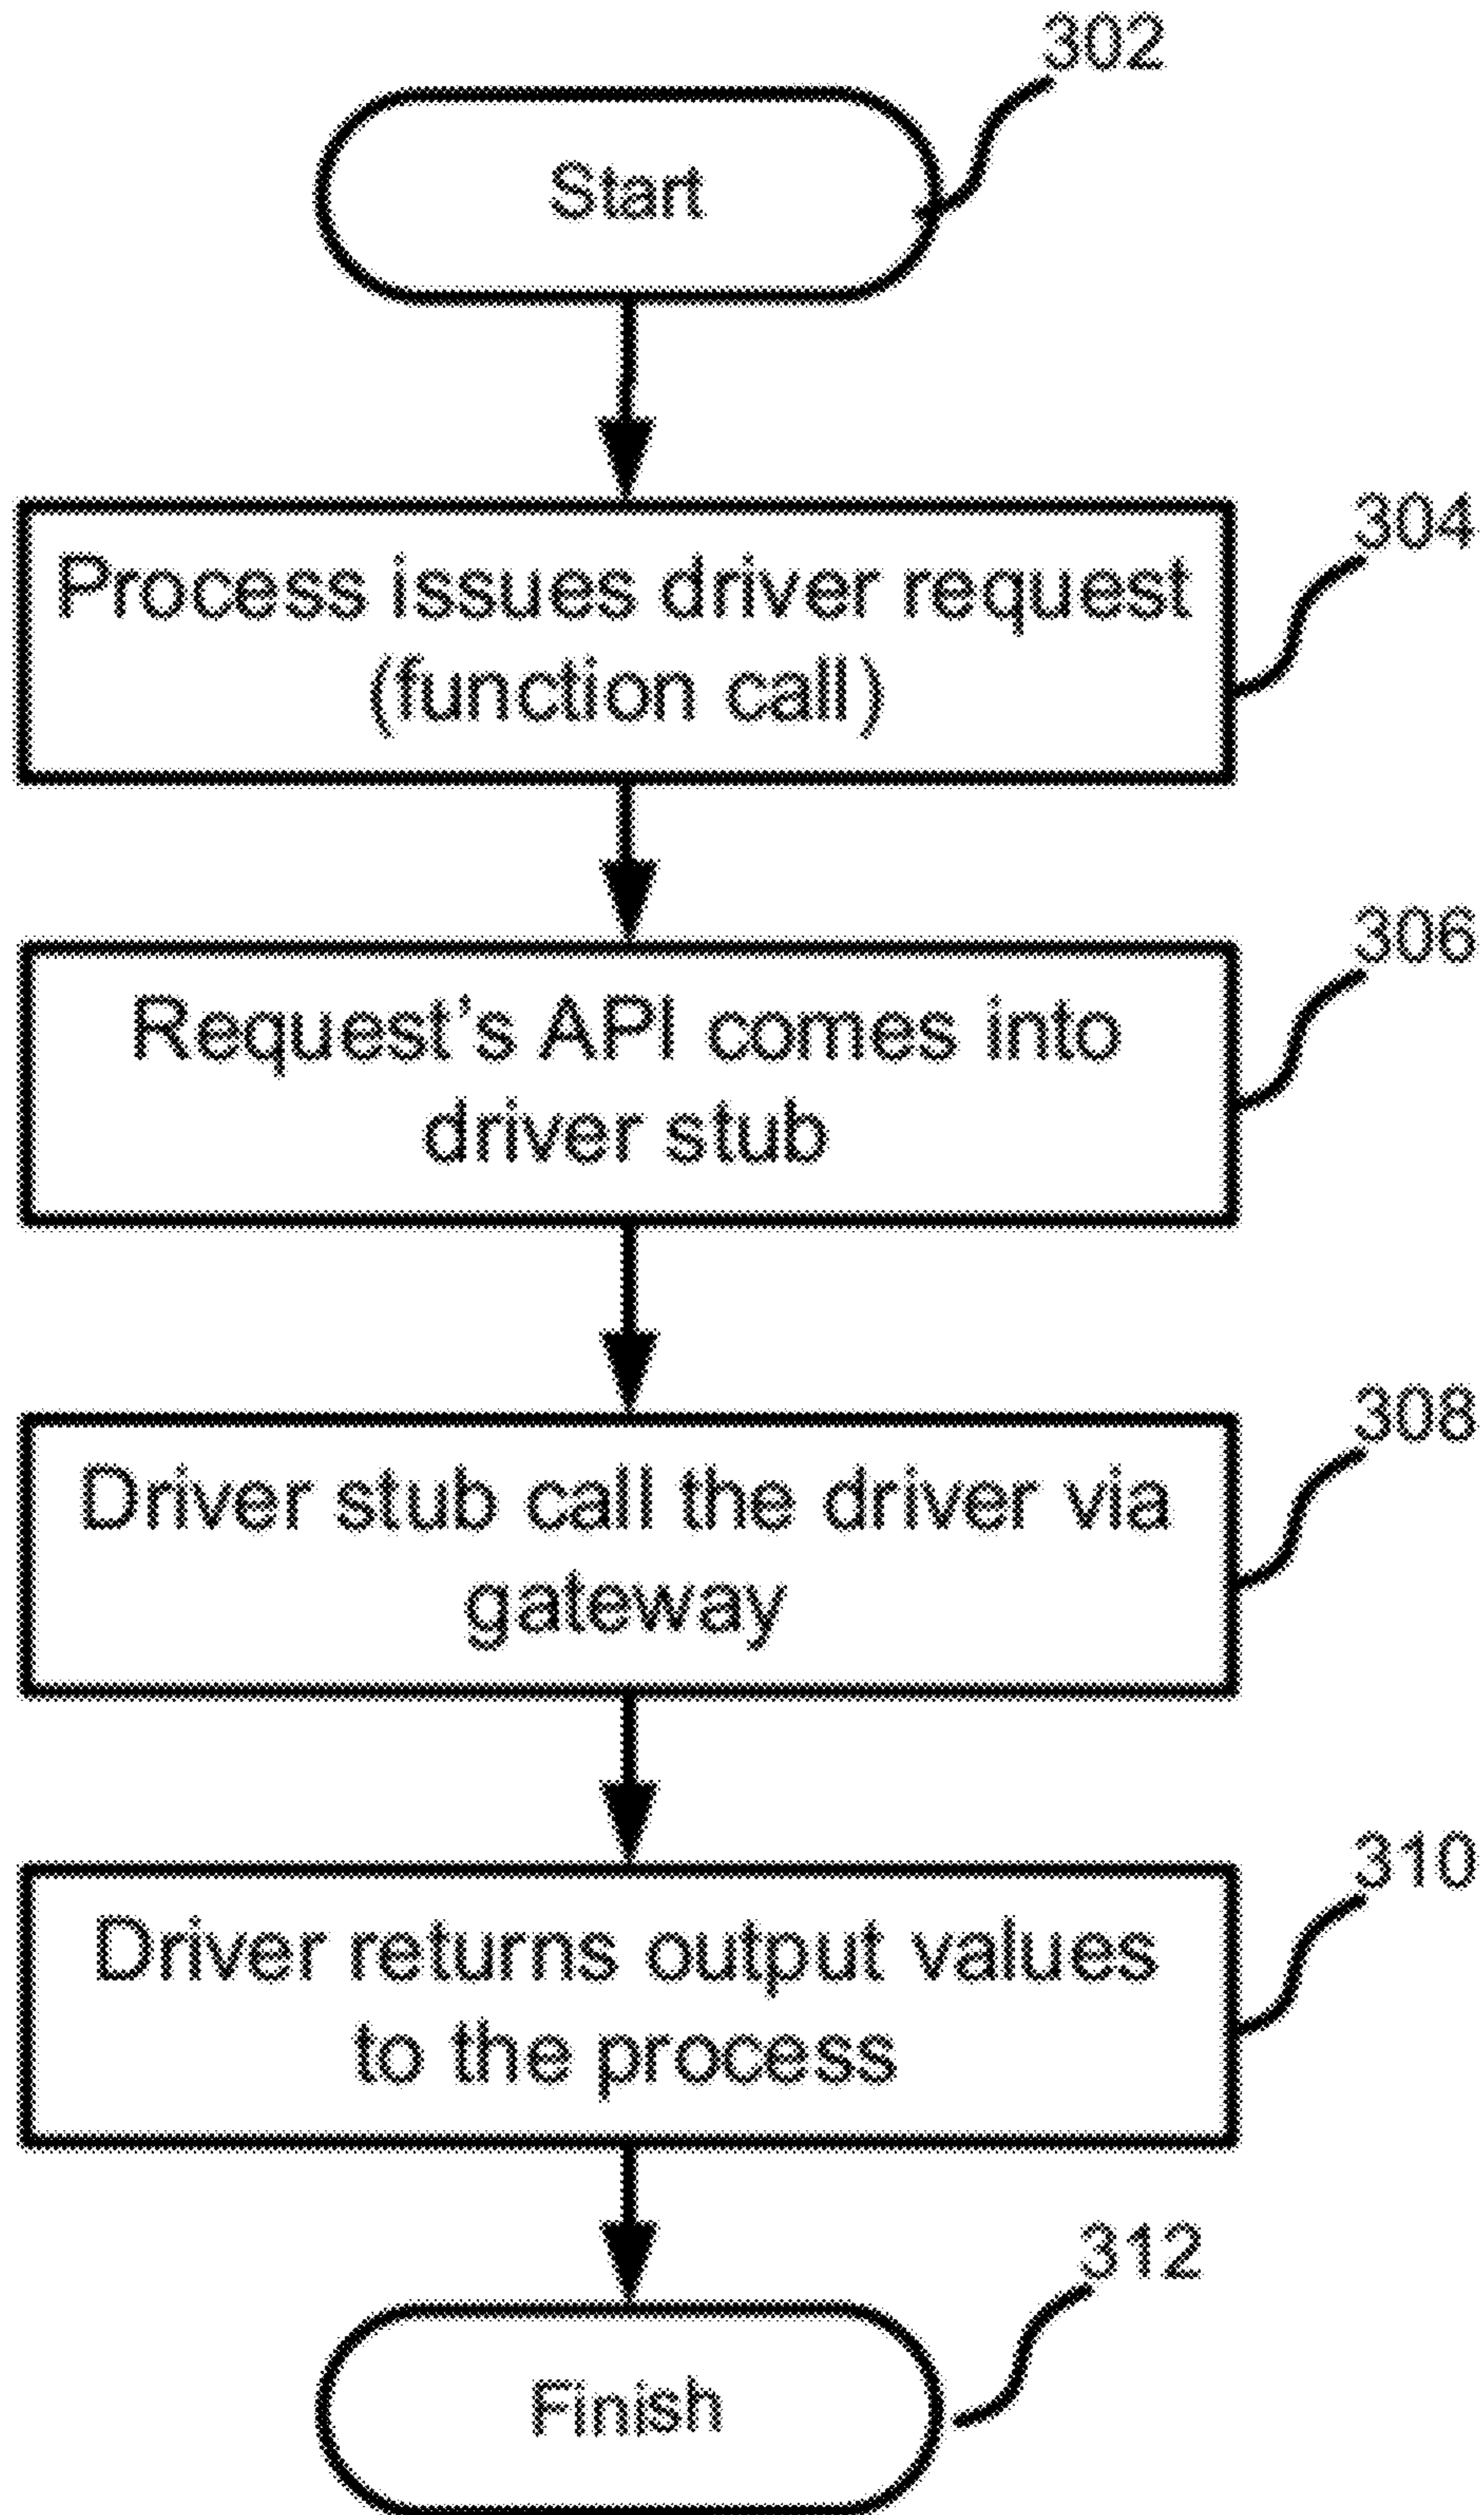 302
Start
304
Process issues driver request
(function call)
306
Request's API comes into
driver stub
308
Driver stub call the driver via
gateway
310
Driver returns output values
to the process
312
Finish